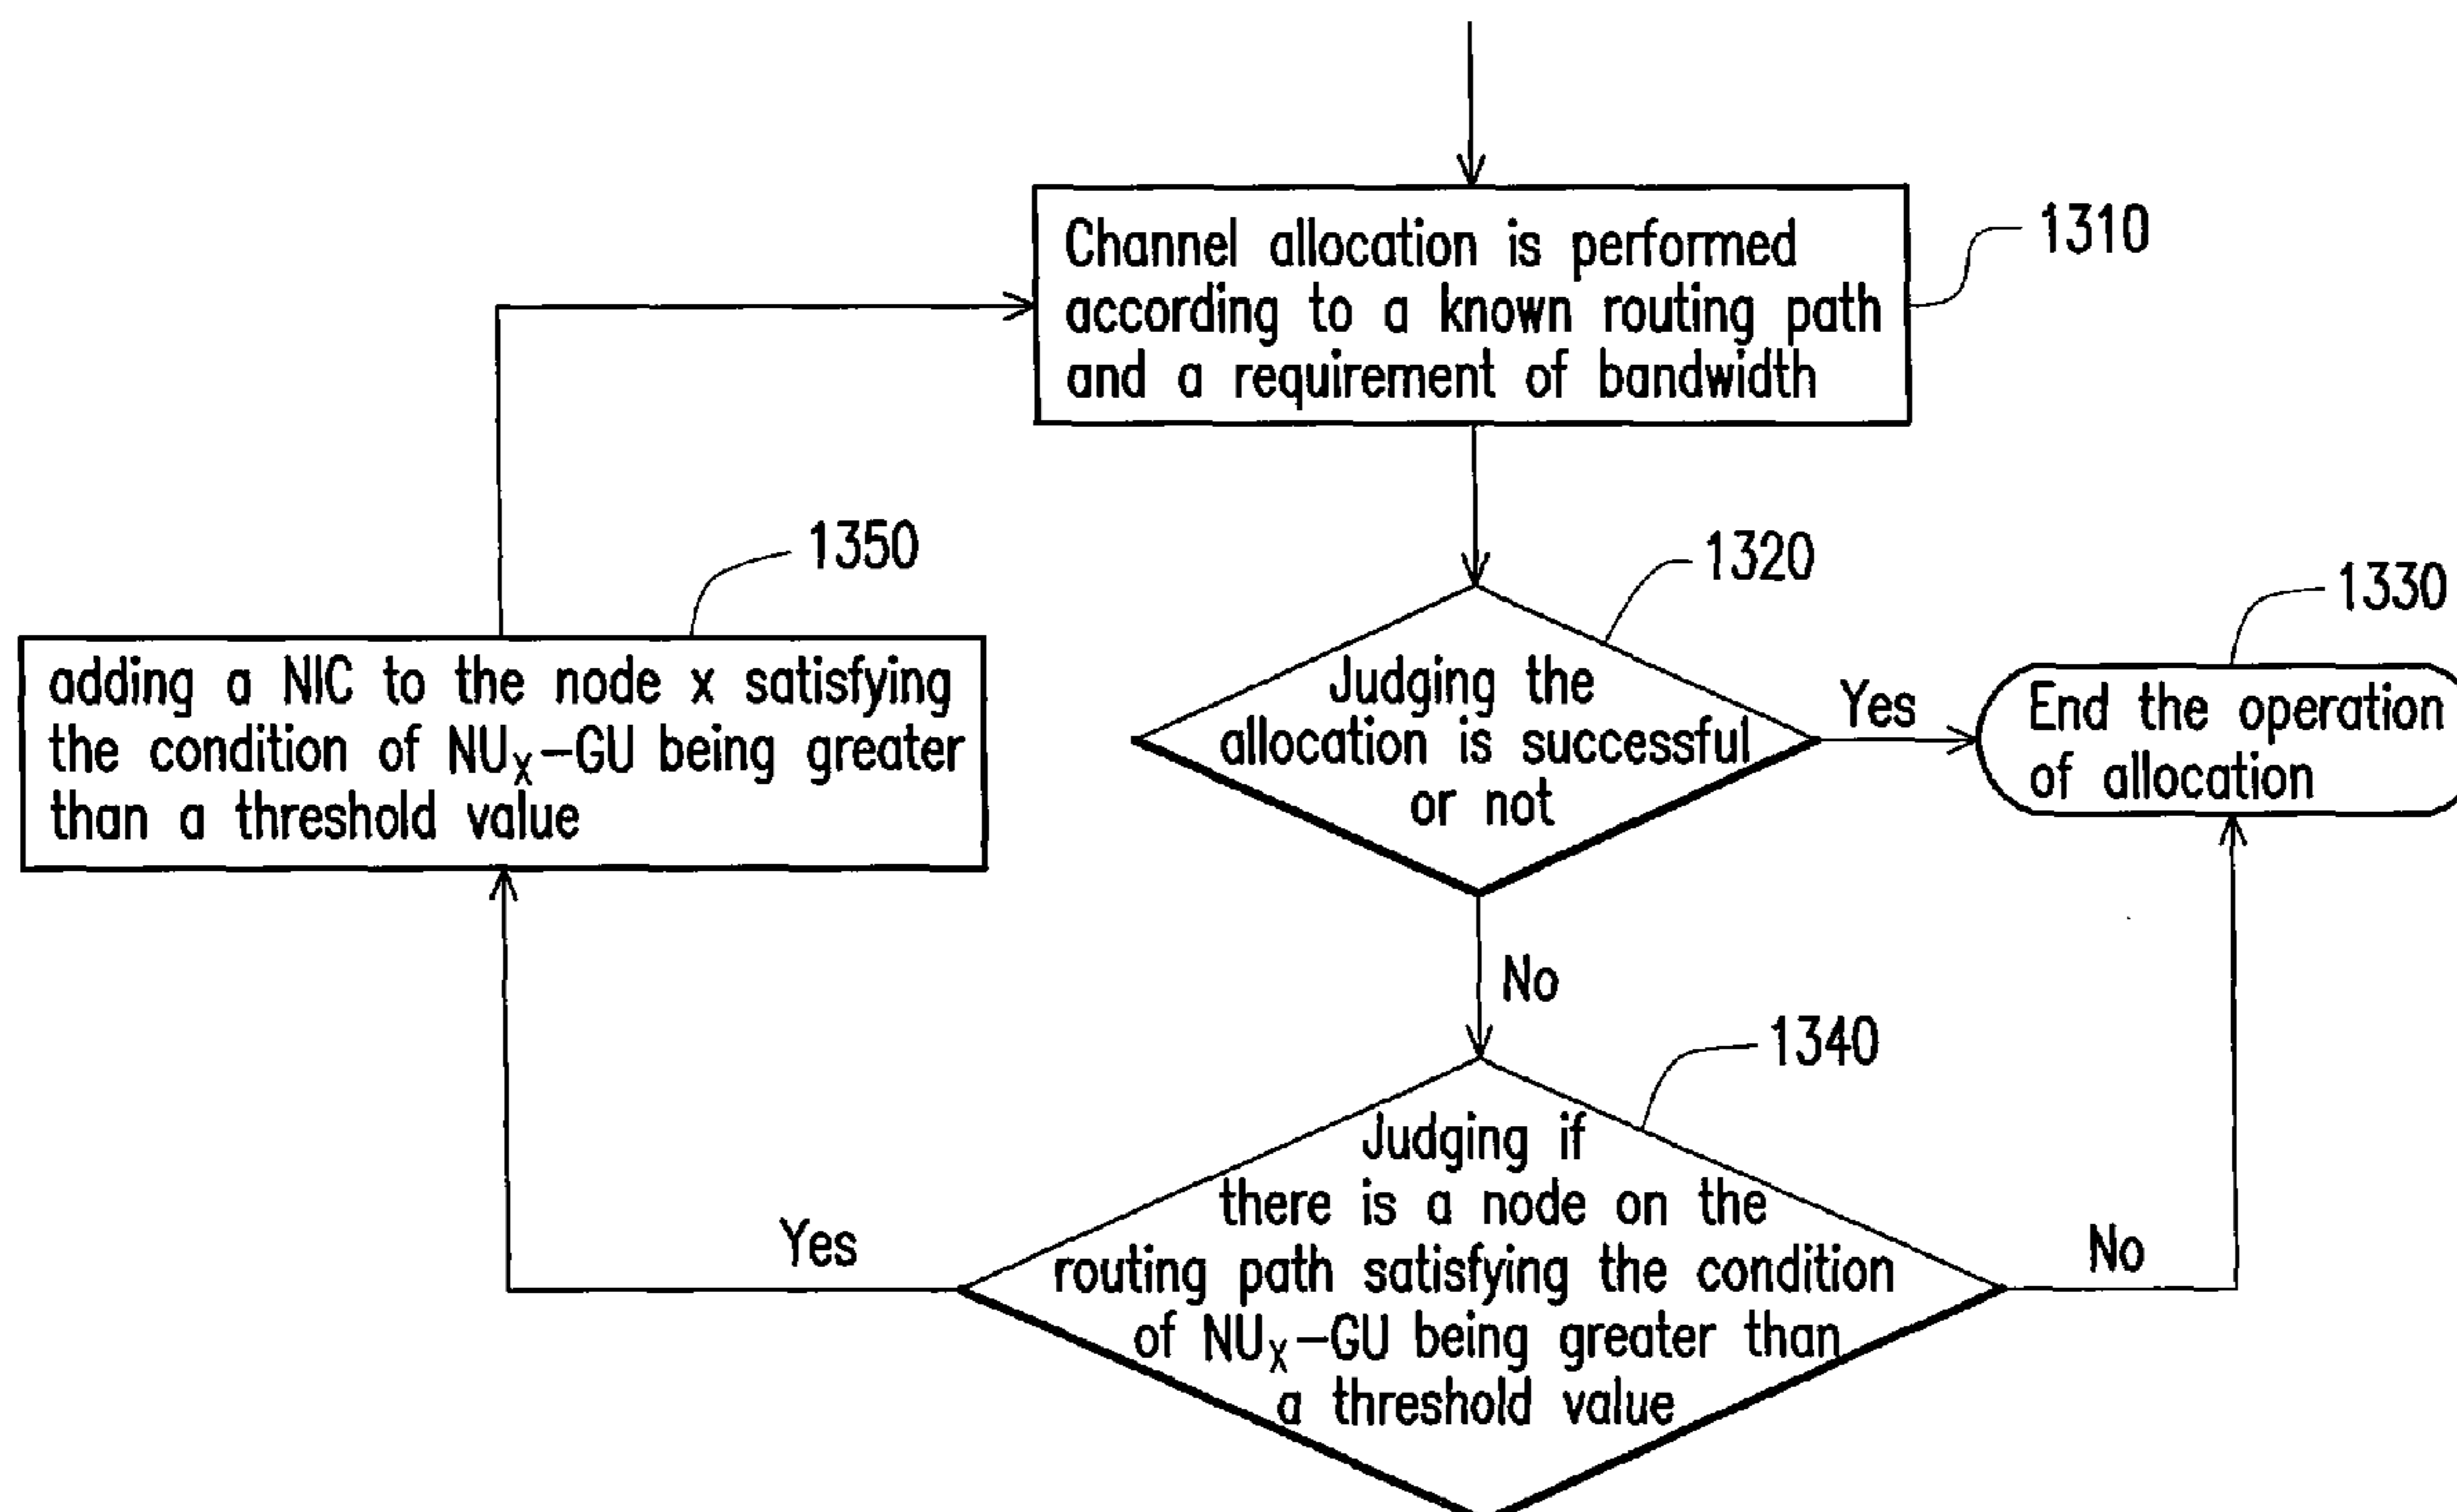 Channel allocation is performed
according to a known routing path
and a requirement of bandwidth
1310
1350
adding a NIC to the node x satisfying
the condition of NUX-GU being greater
than a threshold value
1320
Judging the
allocation is successful
or not
Yes
1330
End the operation
of allocation
No
1340
Judging if
there is a node on the
routing path satisfying the condition
of NUX-GU being greater than
a threshold value
Yes
No